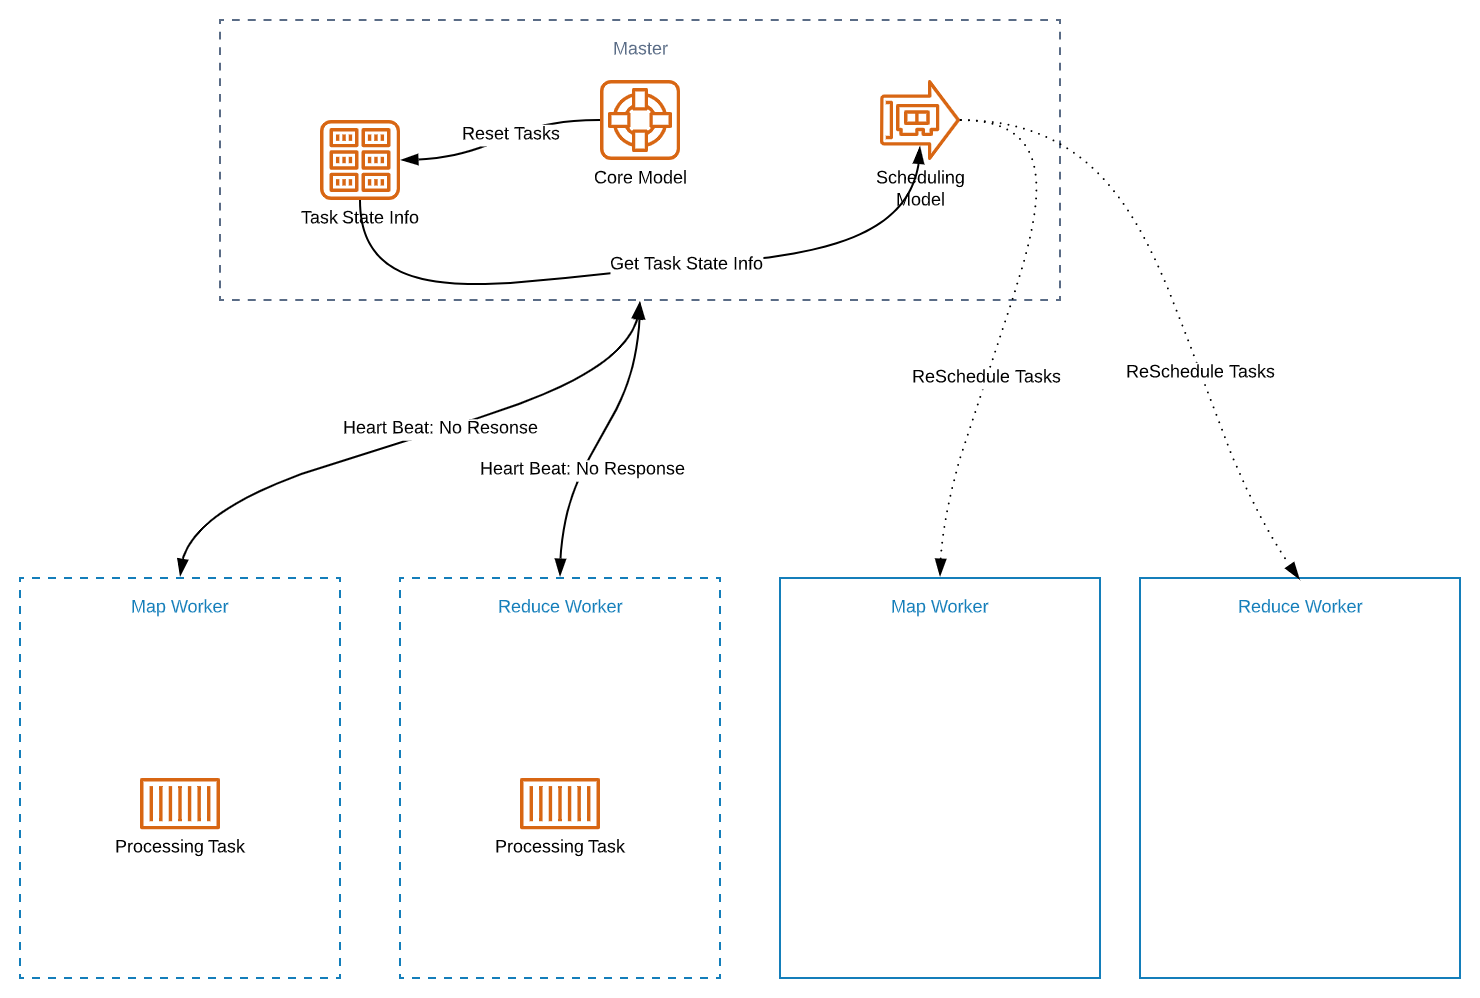 Master
Reset Tasks
Core Model
Scheduling
Model
Task State Info
Get Task State Info
ReSchedule Tasks
ReSchedule Tasks
Heart Beat: No Resonse
Heart Beat: No Response
Map Worker
Reduce Worker
Map Worker
Reduce Worker
Processing Task
Processing Task